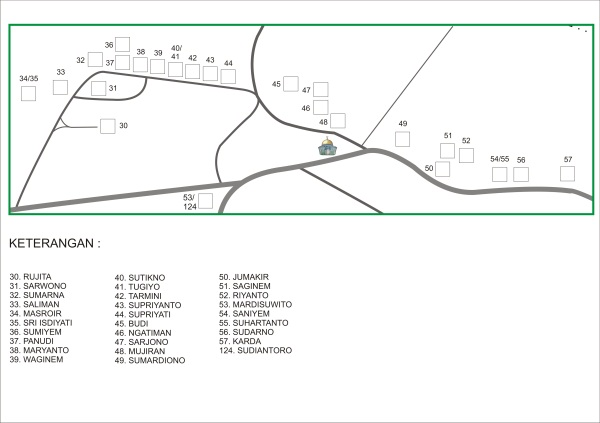 36
40/
41
32
37
38
39
42
43
44
34/35
33
31
30
45
47
46
48
49
51
52
50
54/55
56
57
53/
124
KETERANGAN :
30. RUJITA
31. SARWONO
32. SUMARNA
33. SALIMAN
34. MASROIR
35. SRI ISDIYATI
36. SUMIYEM
37. PANUDI
38. MARYANTO
39. WAGINEM
40. SUTIKNO
41. TUGIYO
42. TARMINI
43. SUPRIYANTO
44. SUPRIYATI
45. BUDI
46. NGATIMAN
47. SARJONO
48. MUJIRAN
49. SUMARDIONO
50. JUMAKIR
51. SAGINEM
52. RIYANTO
53. MARDISUWITO
54. SANIYEM
55. SUHARTANTO
56. SUDARNO
57. KARDA
124. SUDIANTORO